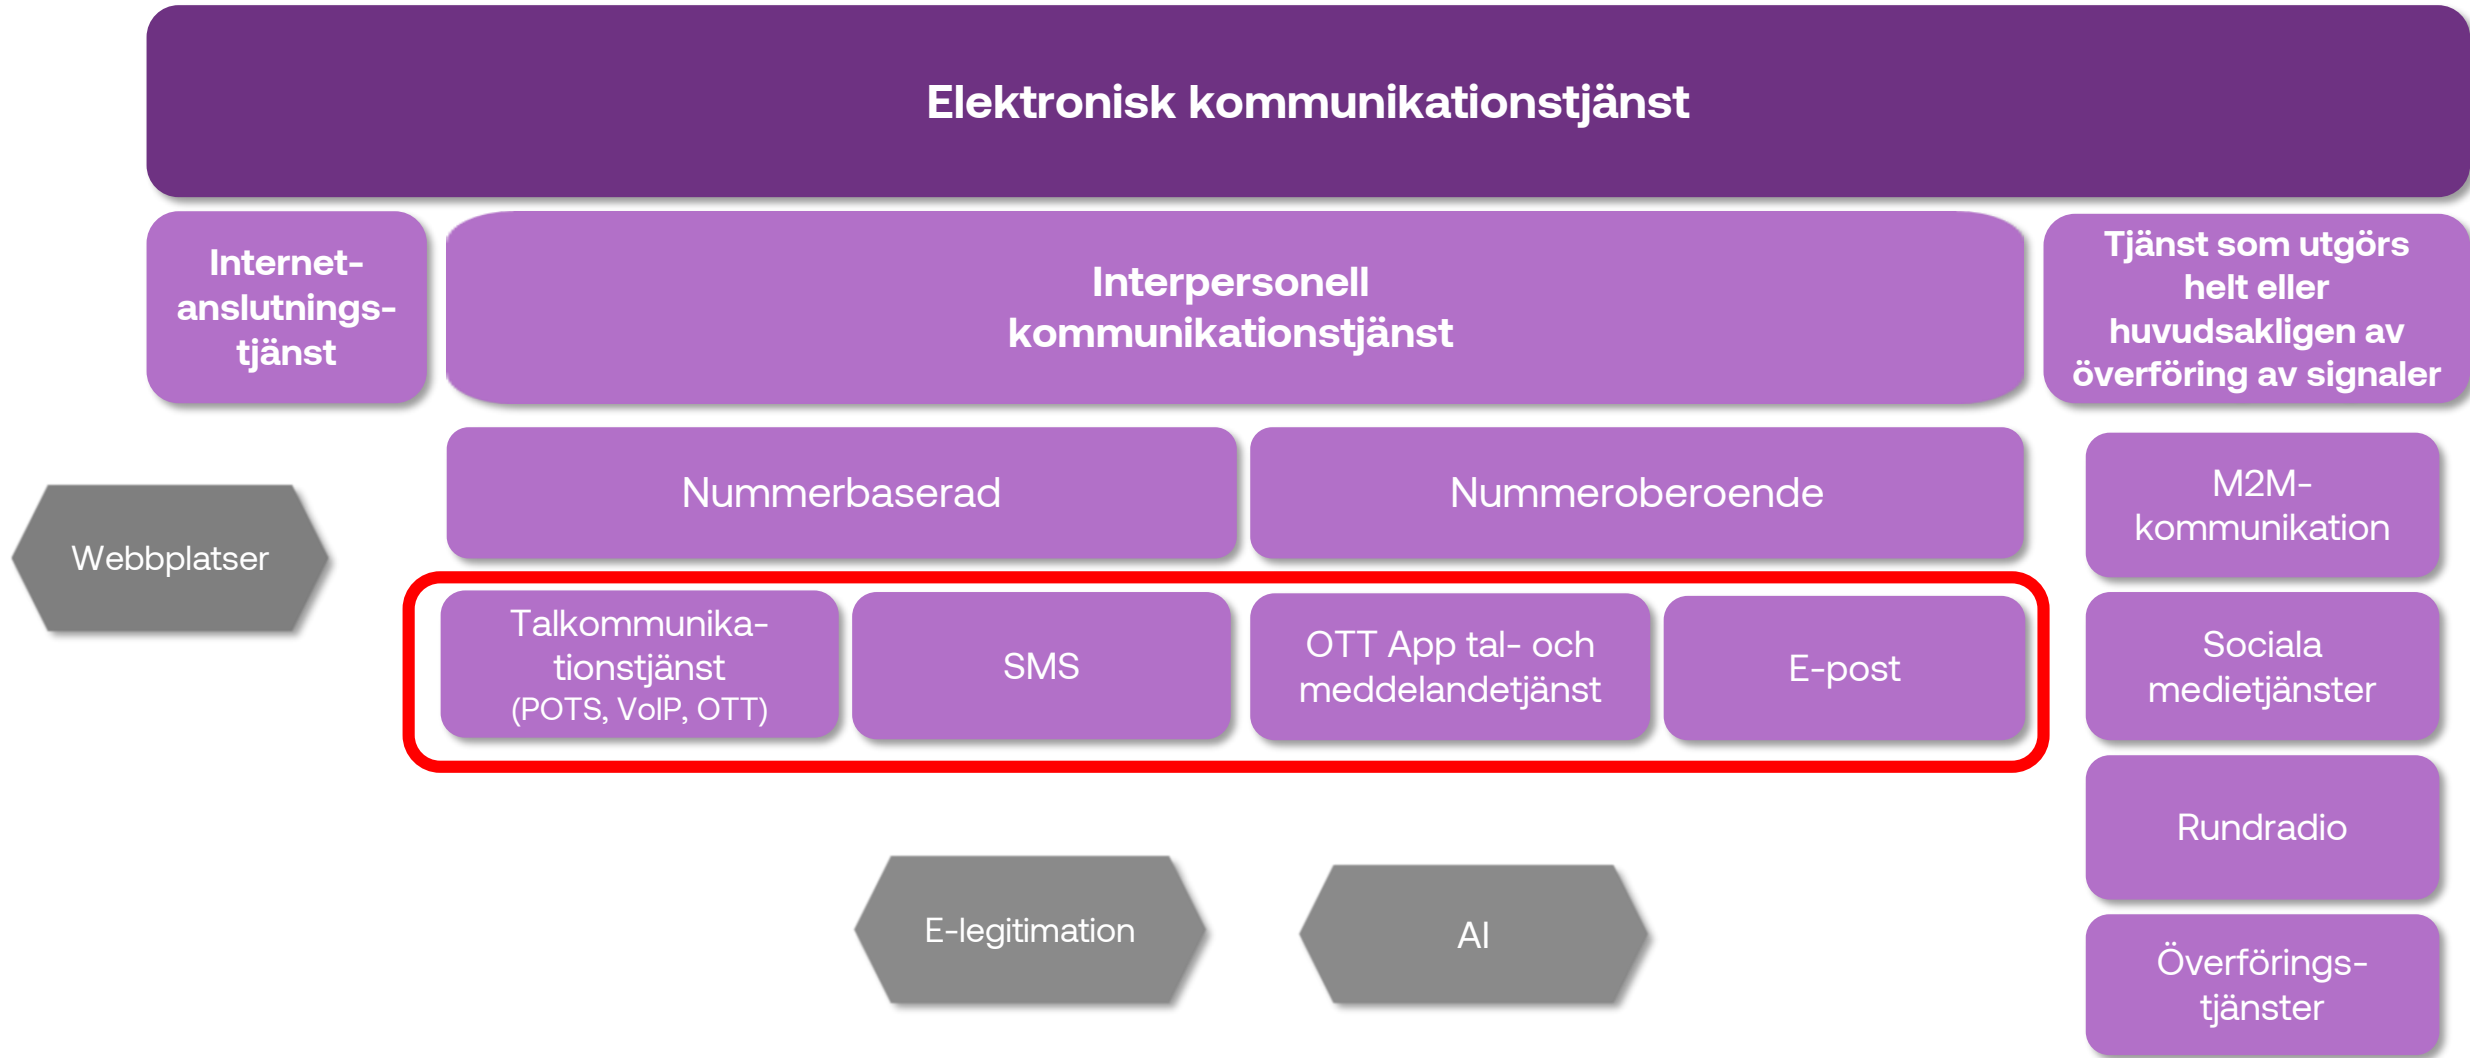 Elektronisk kommunikationstjänst
Internet-
anslutnings-
tjänst
Interpersonell
kommunikationstjänst
Tjänst som utgörs
helt eller
huvudsakligen av
överföring av signaler
Nummerbaserad
Nummeroberoende
M2M-
kommunikation
Webbplatser
Talkommunika-
tionstjänst
(POTS, VoIP, OTT)
SMS
OTT App tal- och
meddelandetjänst
E-post
Sociala
medietjänster
Rundradio
E-legitimation
AI
Överförings-
tjänster